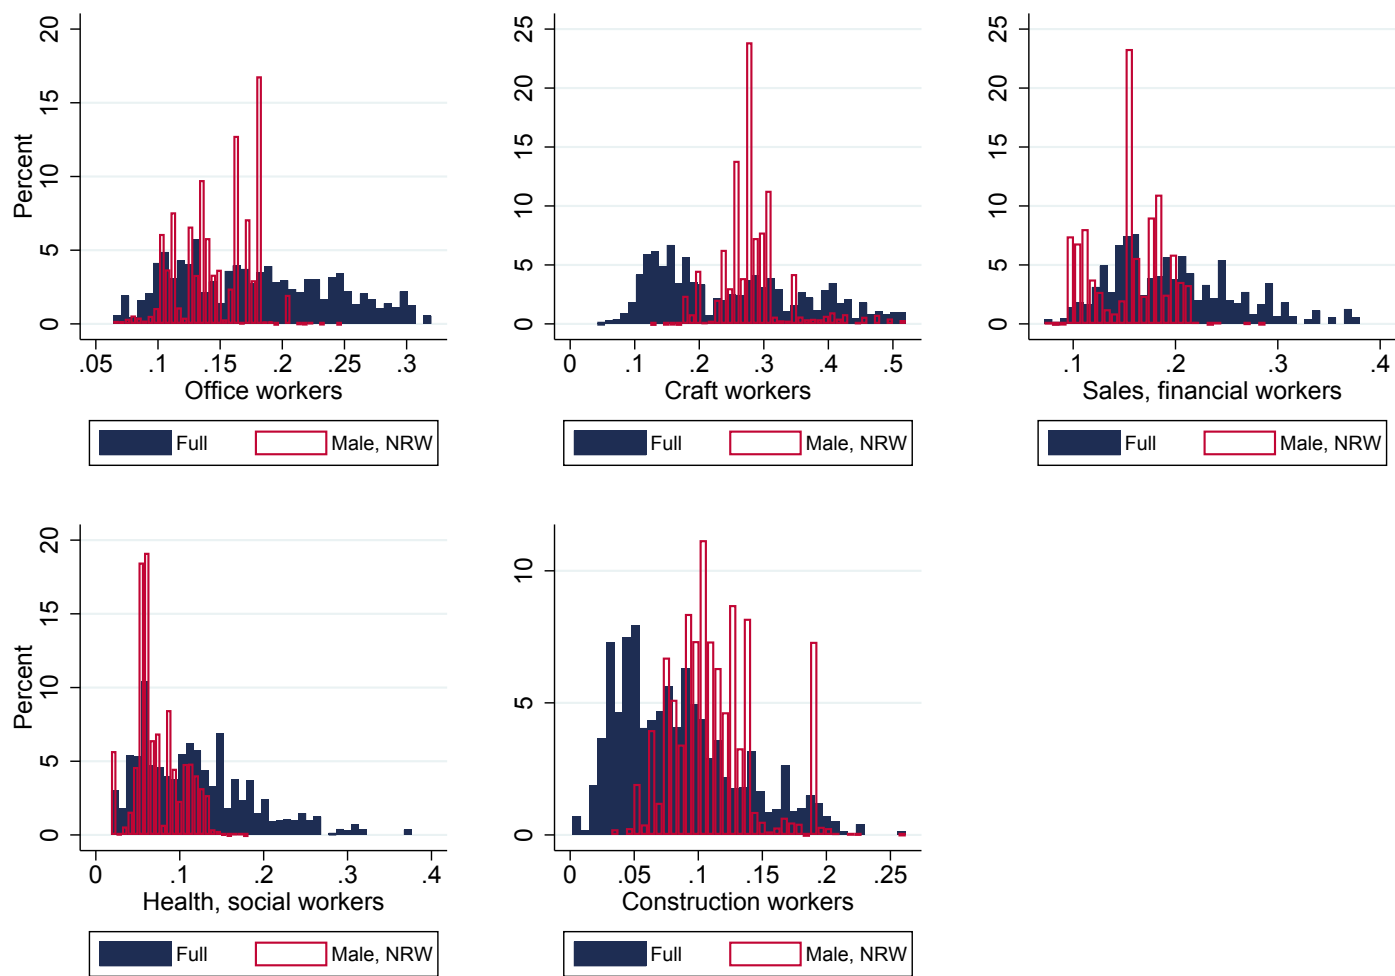 Percent
20
15
10
5
0
.05 .1 .15 .2 .25 .3
Office workers
Full Male, NRW
25
20
15
10
5
0
0 .1 .2 .3 .4 .5
Craft workers
Full Male, NRW
25
20
15
10
5
0
.1 .2 .3 .4
Sales, financial workers
Full Male, NRW
Percent
20
15
10
5
0
0 .1 .2 .3 .4
Health, social workers
Full Male, NRW
10
5
0
0 .05 .1 .15 .2 .25
Construction workers
Full Male, NRW